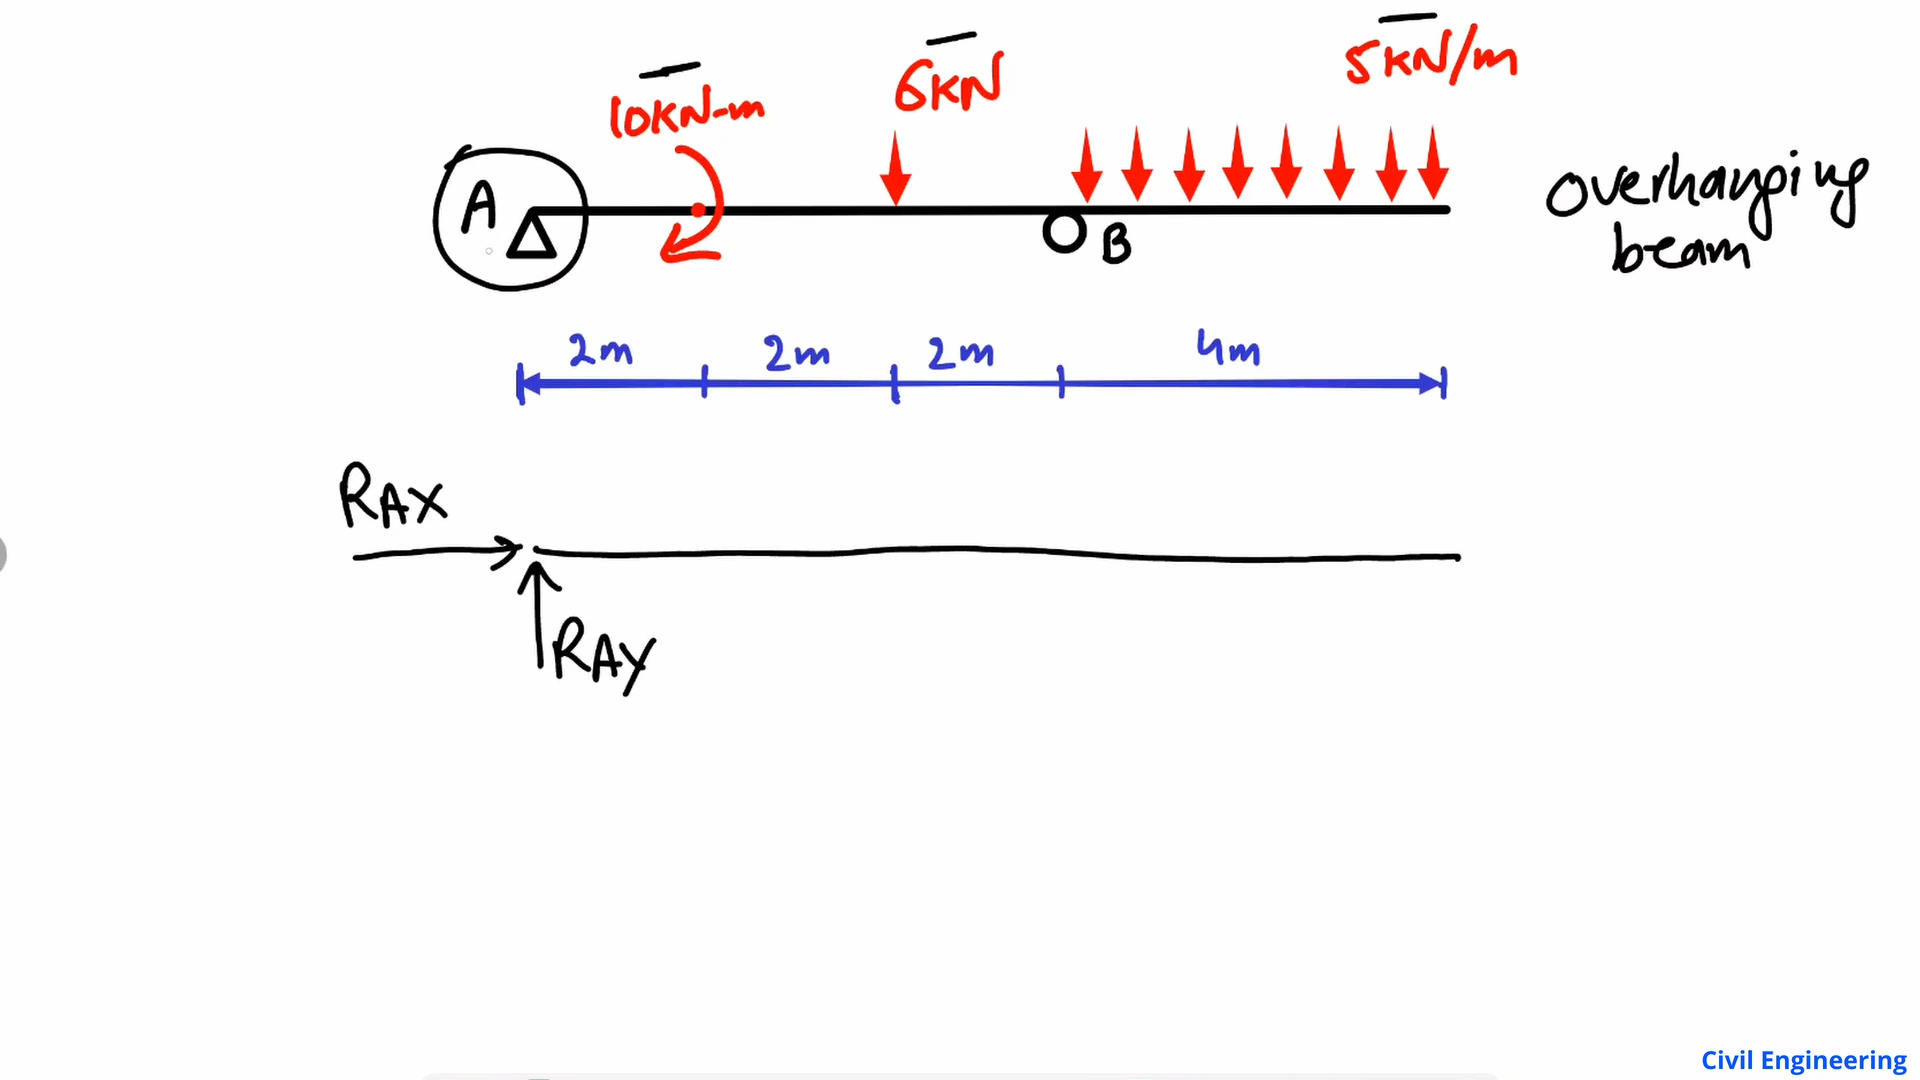 10KN-m
6KN
5KN/m
A
B
overhanging
beam
2m 2m 2m 4m
RAX
RAY
Civil Engineering